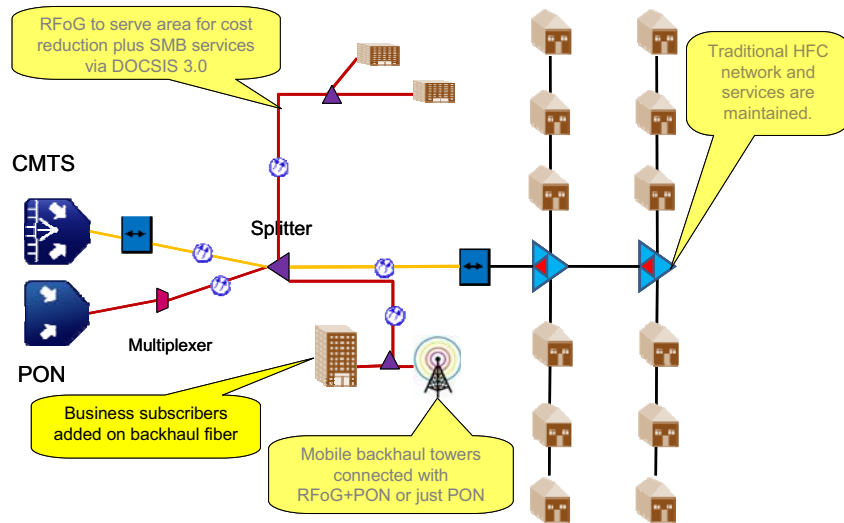 RFoG to serve area for cost
reduction plus SMB services
via DOCSIS 3.0
Traditional HFC
network and
services are
maintained.
CMTS
Splitter
Multiplexer
PON
Business subscribers
added on backhaul fiber
Mobile backhaul towers
connected with
RFoG+PON or just PON